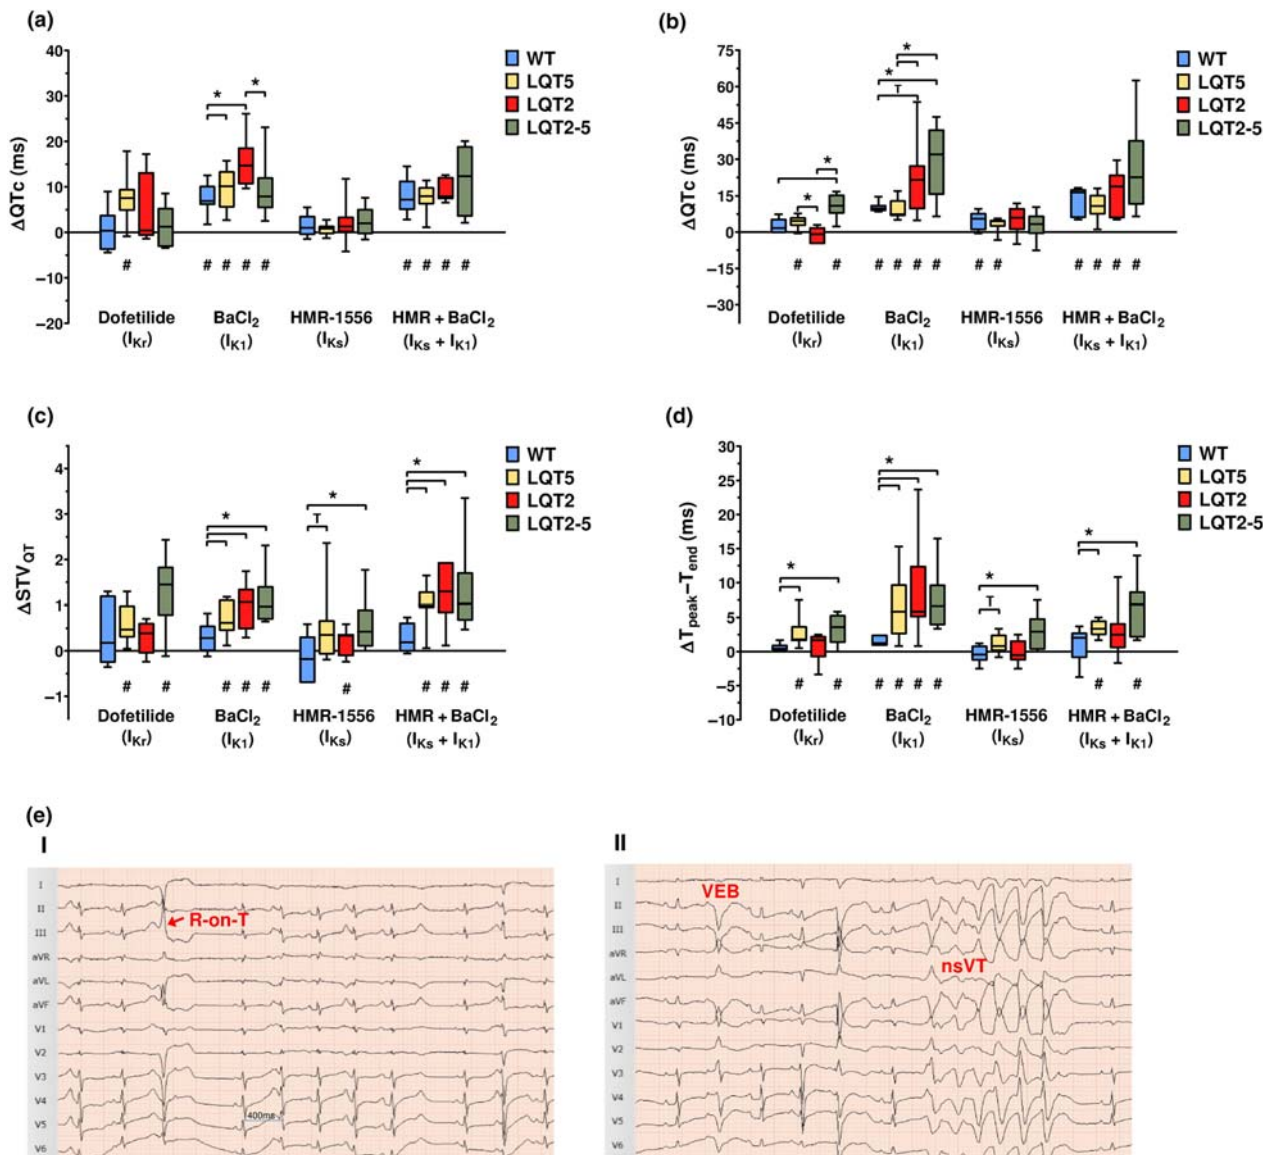 (a)
40
30
20
10
0
−10
−20
ΔQTc (ms)
*
*
WT
LQT5
LQT2
LQT2-5
# # # # # # # # #
Dofetilide BaCl2 HMR-1556 HMR + BaCl2
(IKr) (IK1) (IKs) (IKs + IK1)
(b)
75
60
45
30
15
0
−15
−30
ΔQTc (ms)
*
*
T
*
*
WT
LQT5
LQT2
LQT2-5
# # # # # # # # # # # #
Dofetilide BaCl2 HMR-1556 HMR + BaCl2
(IKr) (IK1) (IKs) (IKs + IK1)
(c)
4
3
2
1
0
−1
ΔSTVQT
*
*
T
*
WT
LQT5
LQT2
LQT2-5
# # # # # # # # #
Dofetilide BaCl2 HMR-1556 HMR + BaCl2
(IKr) (IK1) (IKs) (IKs + IK1)
(d)
30
25
20
15
10
5
0
−5
−10
ΔTpeak−Tend (ms)
*
*
*
T
*
WT
LQT5
LQT2
LQT2-5
# # # # # # # #
Dofetilide BaCl2 HMR-1556 HMR + BaCl2
(IKr) (IK1) (IKs) (IKs + IK1)
(e)
I
I
II
III
aVR
aVL
aVF
V1
V2
V3
V4
V5
V6
R-on-T
400ms
II
I
II
III
aVR
aVL
aVF
V1
V2
V3
V4
V5
V6
VEB
nsVT